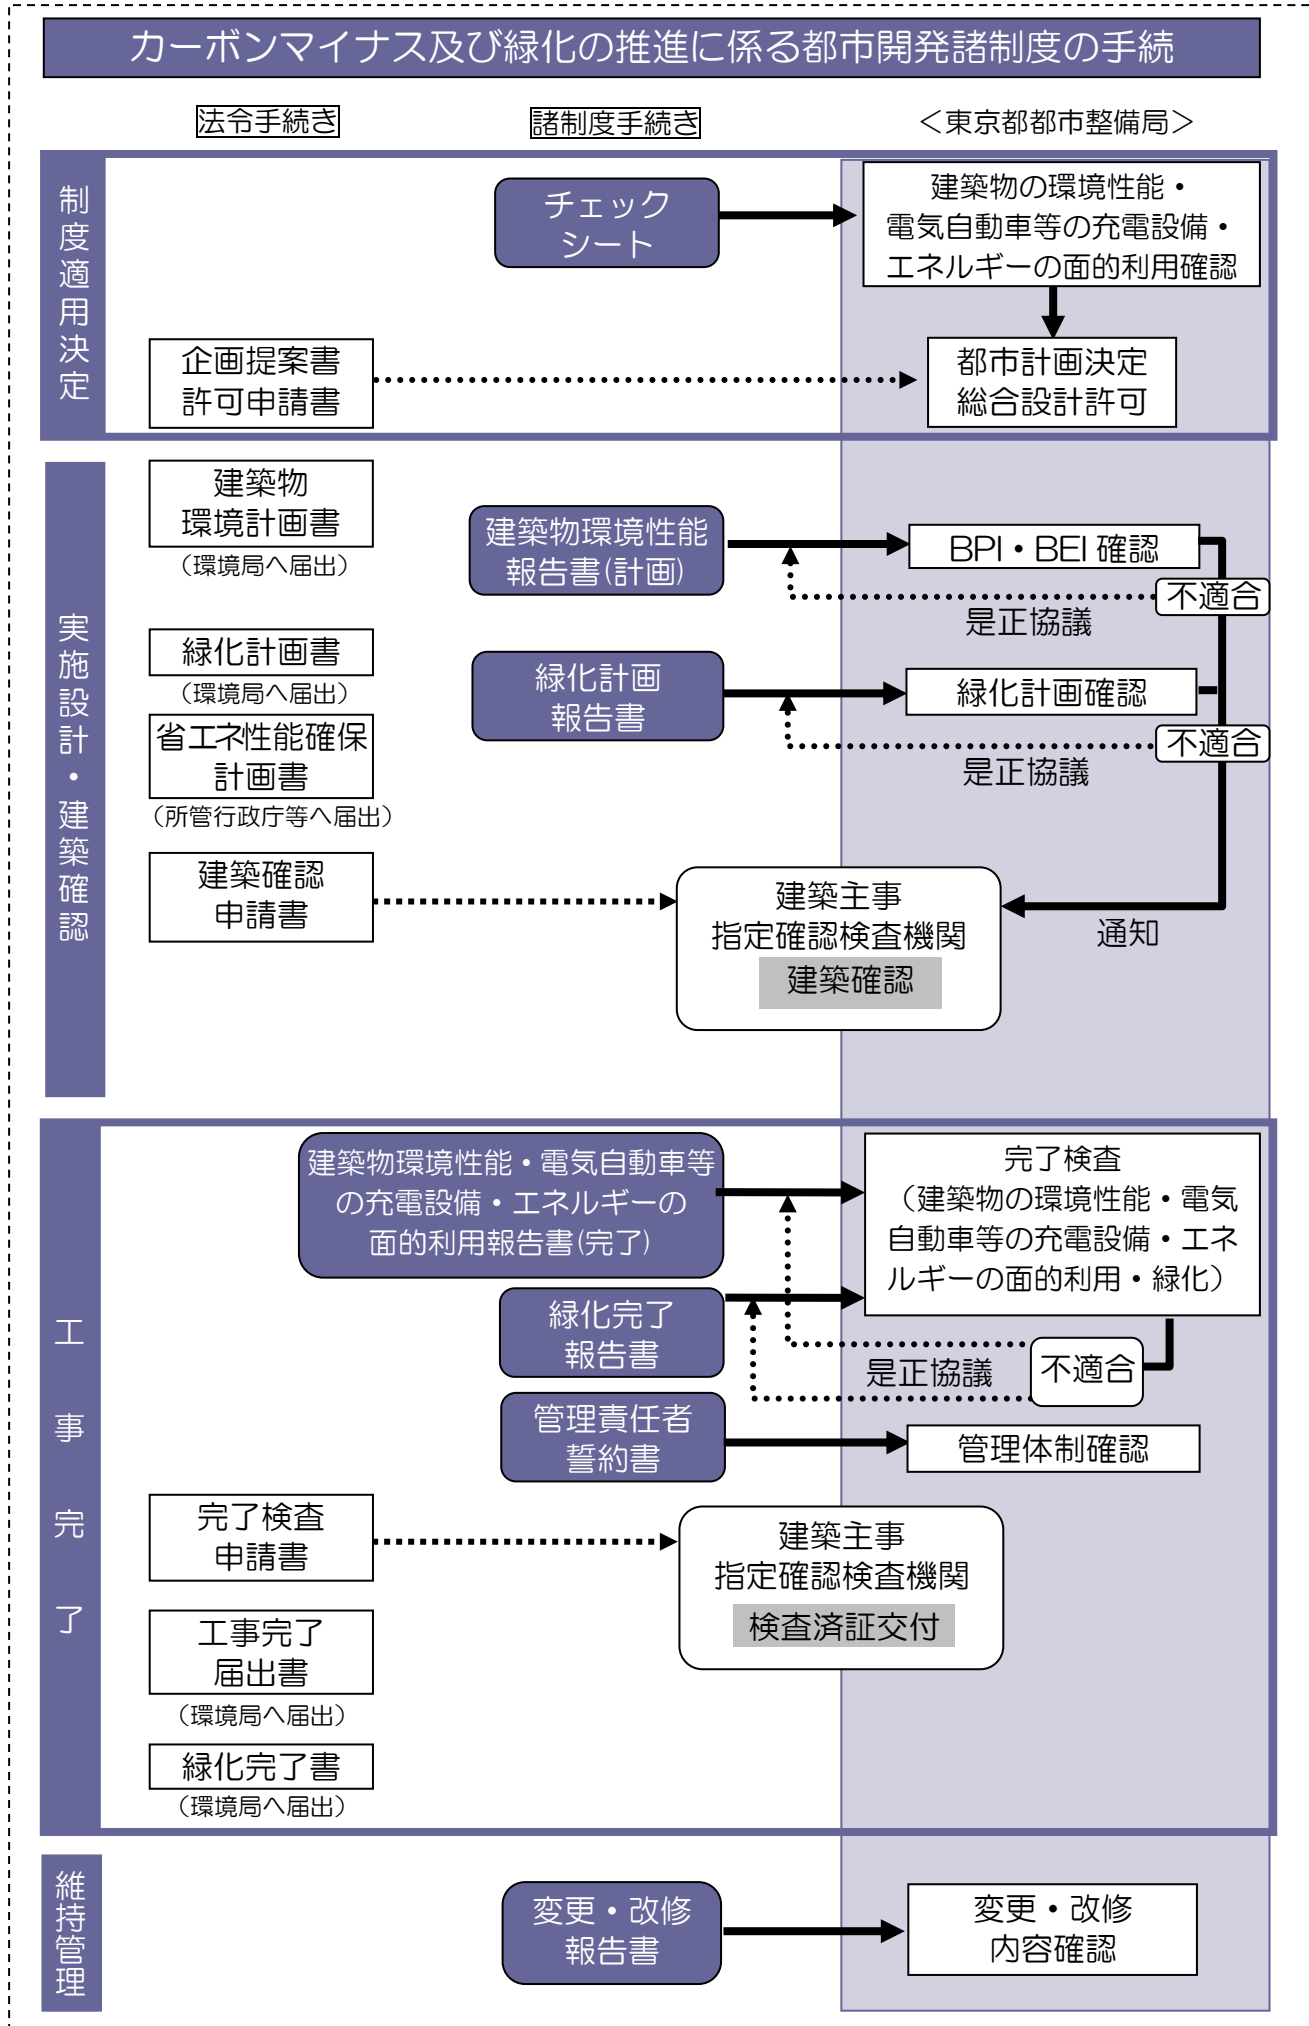 カーボンマイナス及び緑化の推進に係る都市開発諸制度の手続
法令手続き
諸制度手続き
＜東京都都市整備局＞
制度適用決定
チェック
シート
建築物の環境性能・
電気自動車等の充電設備・
エネルギーの面的利用確認
企画提案書
許可申請書
都市計画決定
総合設計許可
実施設計・建築確認
建築物
環境計画書
（環境局へ届出）
建築物環境性能
報告書(計画)
BPI・BEI 確認
不適合
是正協議
緑化計画書
（環境局へ届出）
緑化計画
報告書
緑化計画確認
不適合
是正協議
省エネ性能確保
計画書
（所管行政庁等へ届出）
建築確認
申請書
建築主事
指定確認検査機関
建築確認
通知
工事完了
建築物環境性能・電気自動車等
の充電設備・エネルギーの
面的利用報告書(完了)
完了検査
（建築物の環境性能・電気
自動車等の充電設備・エネ
ルギーの面的利用・緑化）
緑化完了
報告書
是正協議
不適合
管理責任者
誓約書
管理体制確認
完了検査
申請書
建築主事
指定確認検査機関
検査済証交付
工事完了
届出書
（環境局へ届出）
緑化完了書
（環境局へ届出）
維持管理
変更・改修
報告書
変更・改修
内容確認